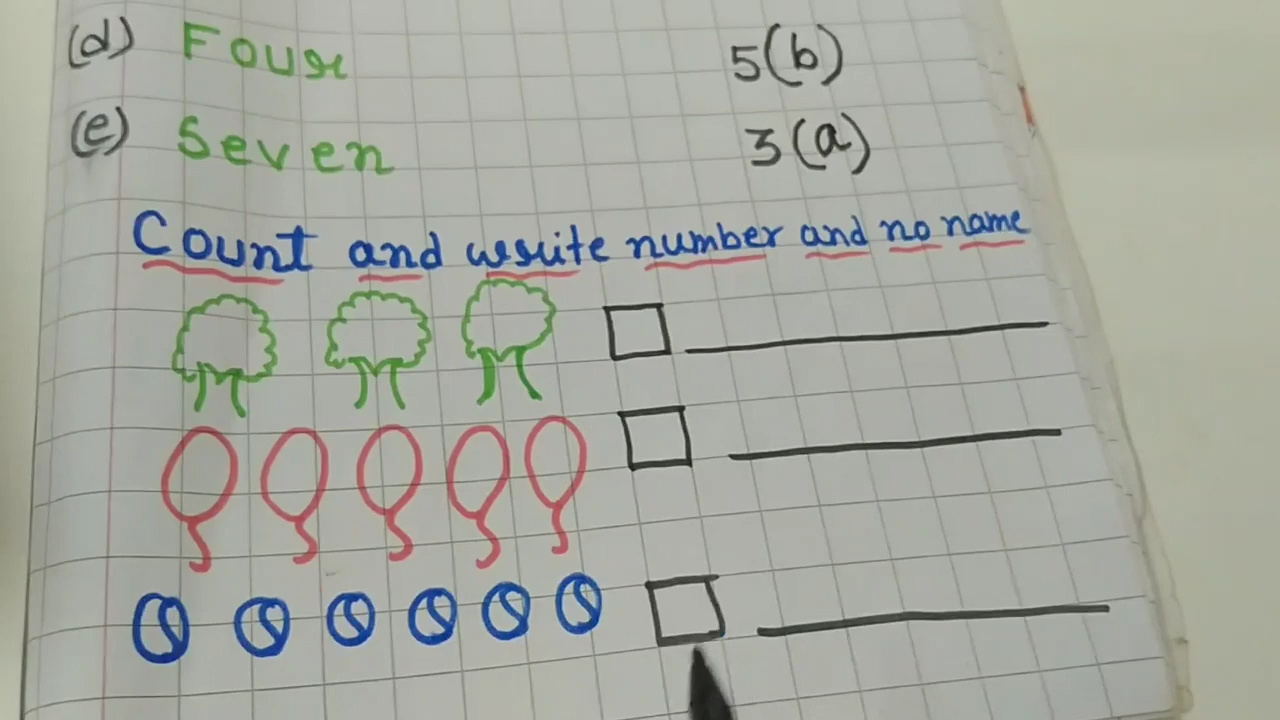 (d) Four 5(b)
(e) Seven 3(a)
Count and write number and no name